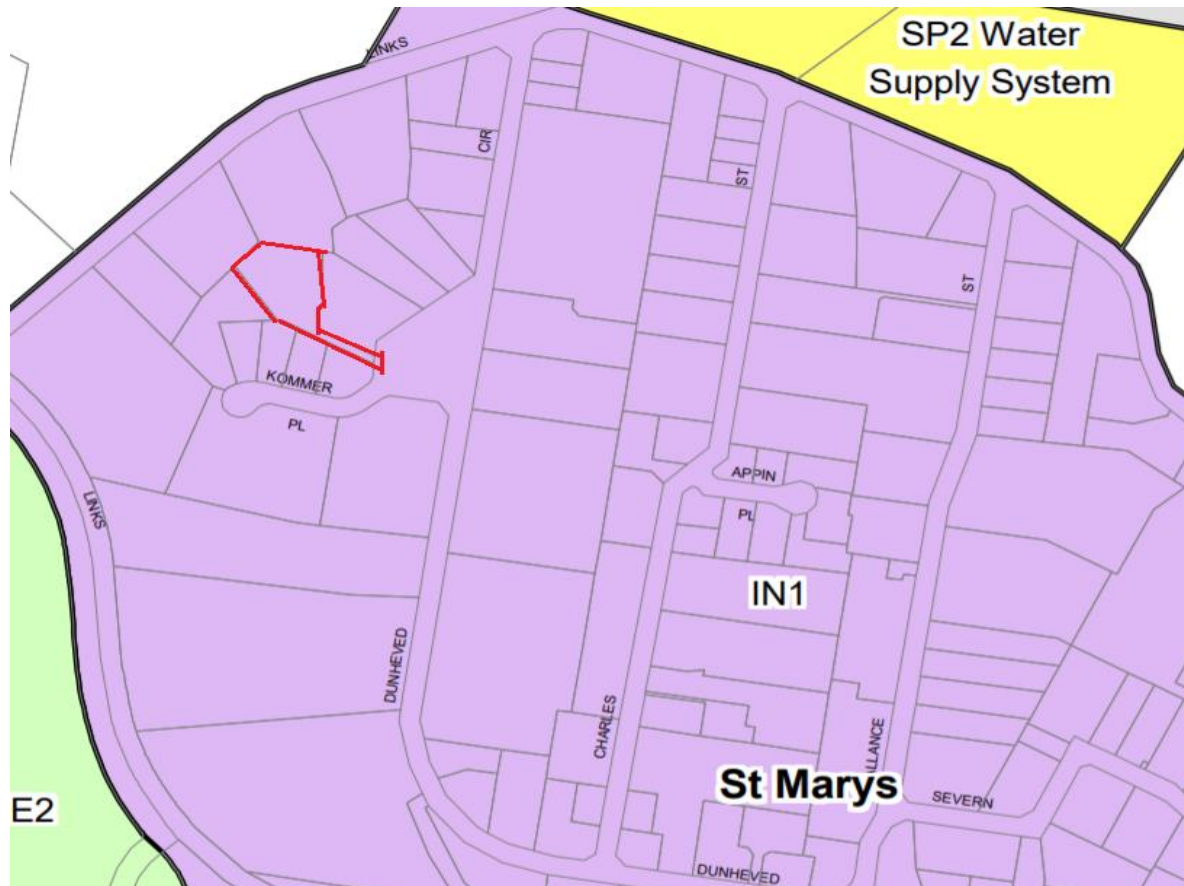 SP2 Water
Supply System
LINKS
CIR
ST
ST
KOMMER
PL
LINKS
APPIN
PL
IN1
DUNHEVED
CHARLES
ALLANCE
St Marys
SEVERN
E2
DUNHEVED